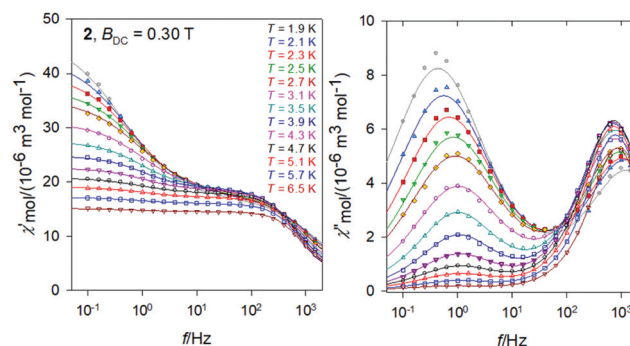 50
40
30
20
10
0
χ'mol/(10⁻⁶ m³ mol⁻¹)
2, B_DC = 0.30 T
T = 1.9 K
T = 2.1 K
T = 2.3 K
T = 2.5 K
T = 2.7 K
T = 3.1 K
T = 3.5 K
T = 3.9 K
T = 4.3 K
T = 4.7 K
T = 5.1 K
T = 5.7 K
T = 6.5 K
10⁻¹ 10⁰ 10¹ 10² 10³
f/Hz
10
8
6
4
2
0
χ"mol/(10⁻⁶ m³ mol⁻¹)
10⁻¹ 10⁰ 10¹ 10² 10³
f/Hz